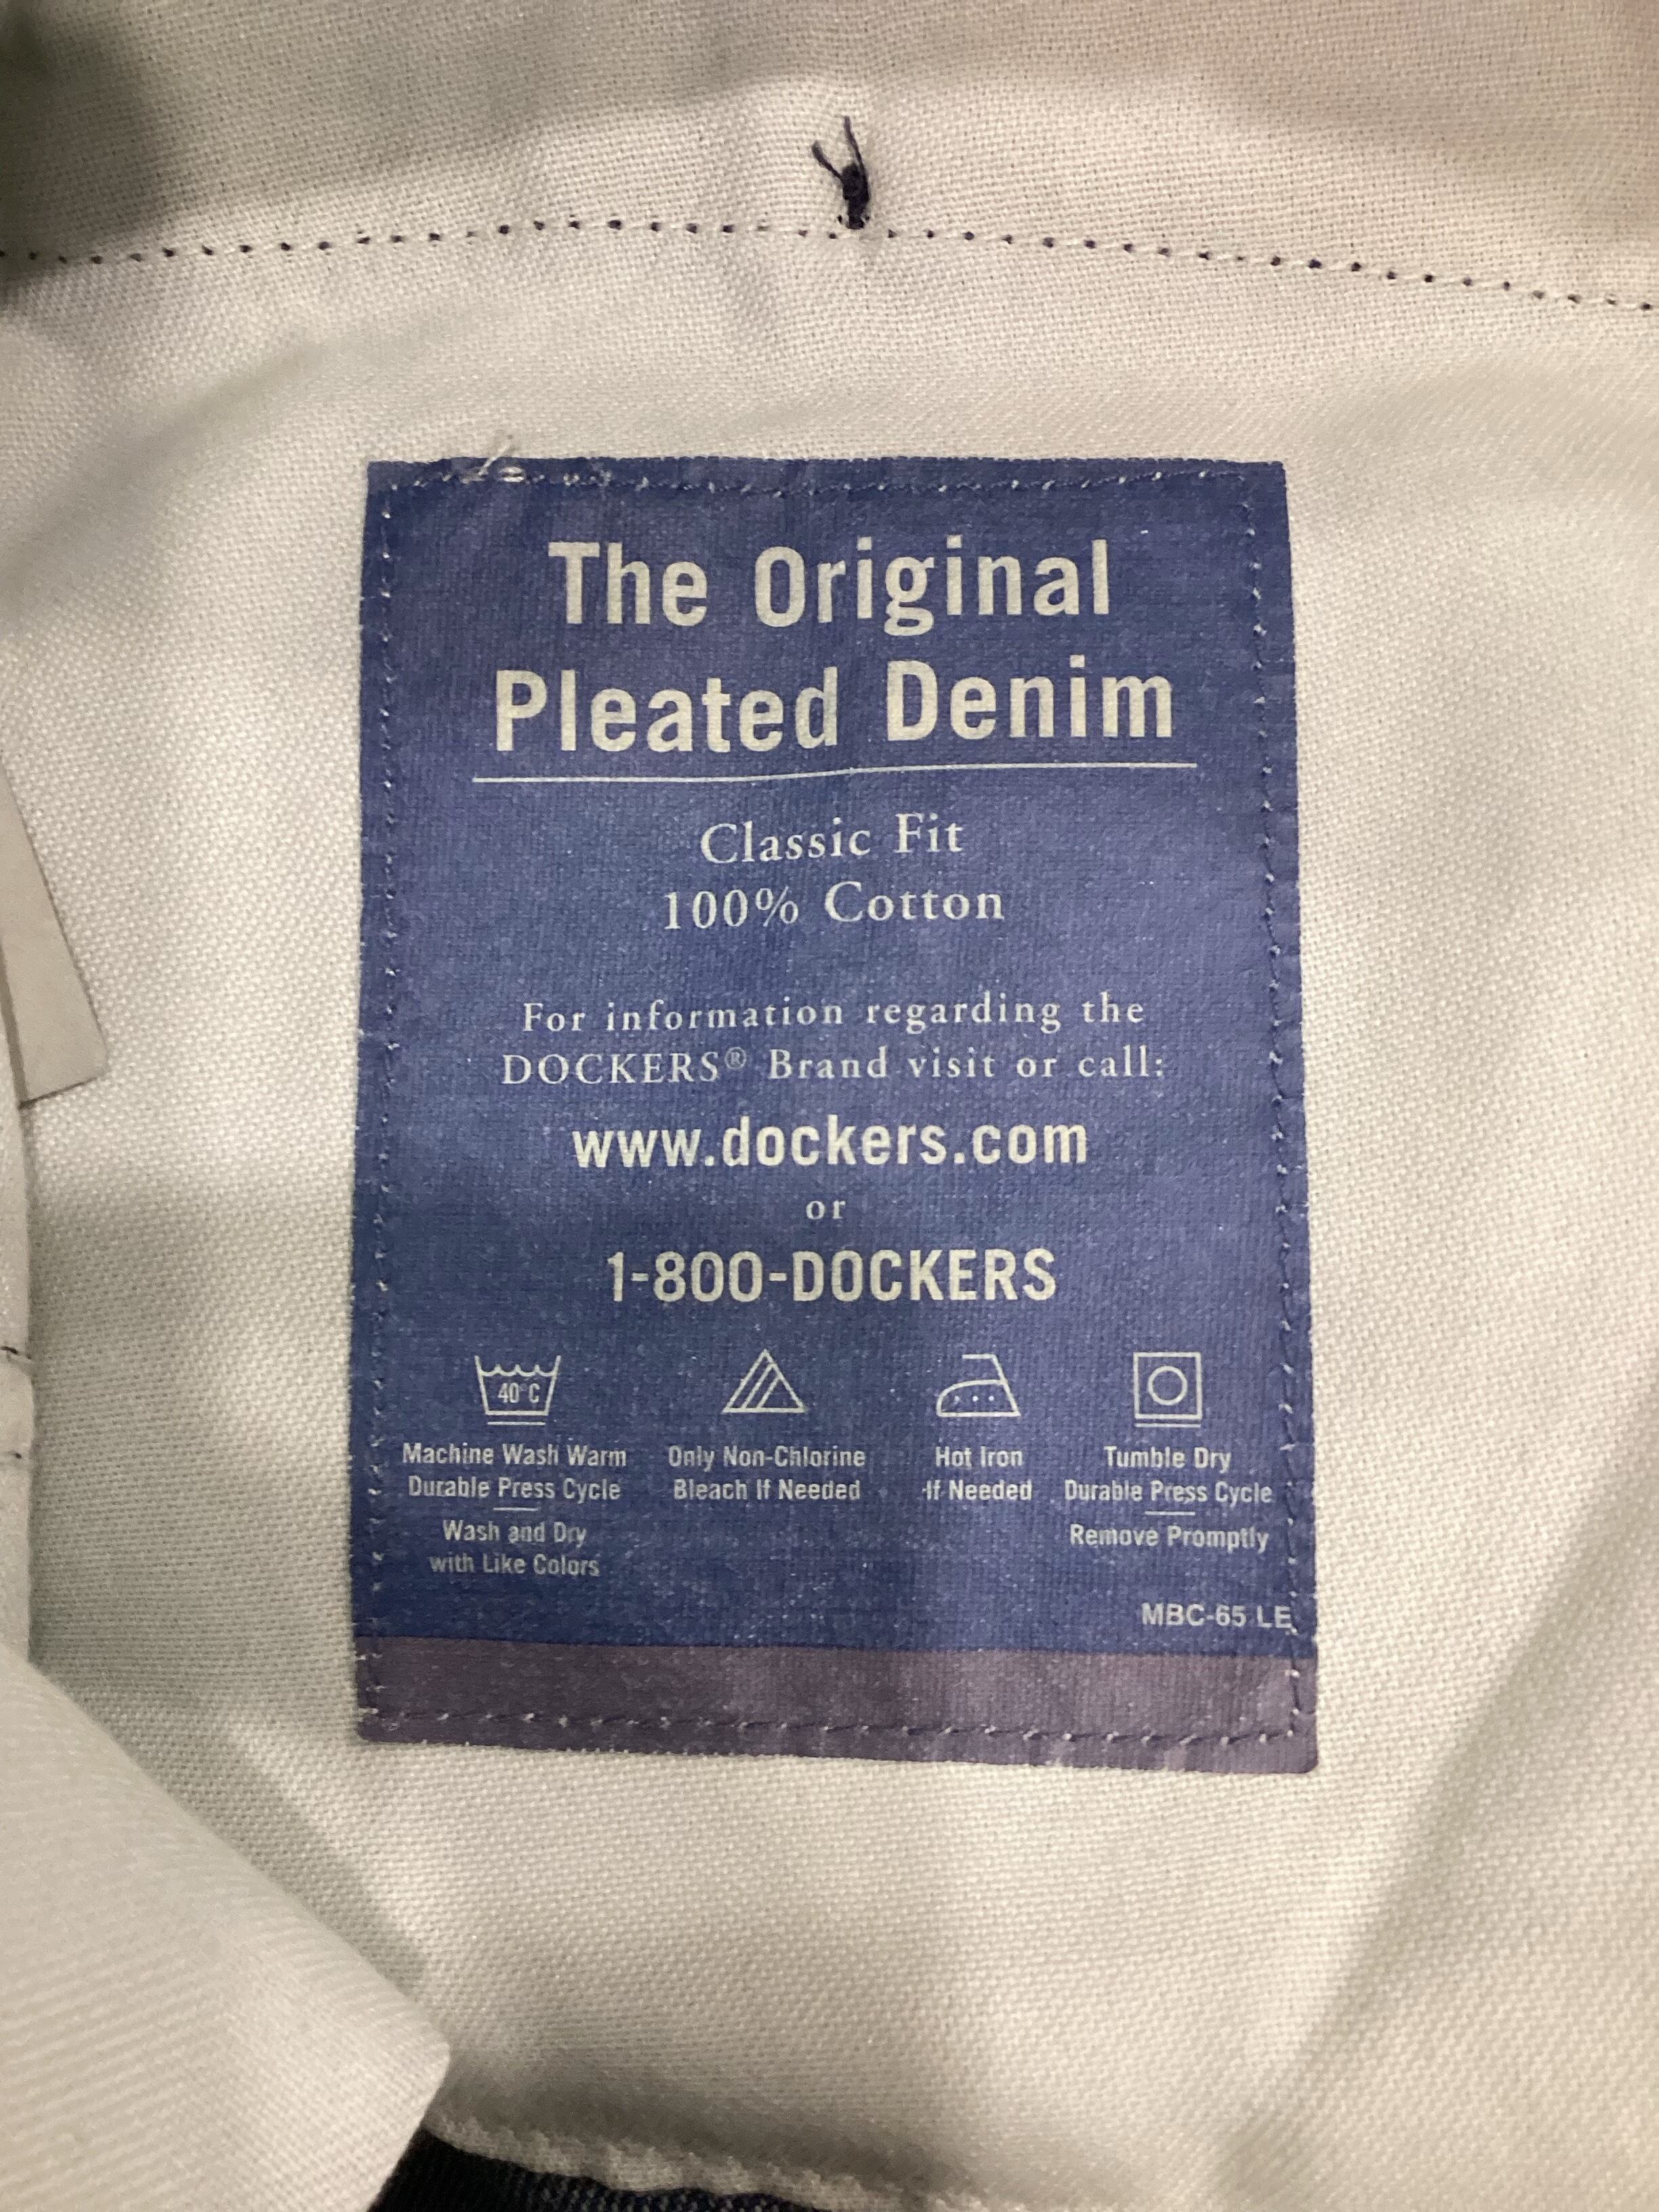 The Original
Pleated Denim
Classic Fit
100% Cotton
For information regarding the
DOCKERS® Brand visit or call:
www.dockers.com
or
1-800-DOCKERS
40°C
Machine Wash Warm
Durable Press Cycle
Wash and Dry
with Like Colors
Only Non-Chlorine
Bleach If Needed
Hot Iron
If Needed
Tumble Dry
Durable Press Cycle
Remove Promptly
MBC-65 LE